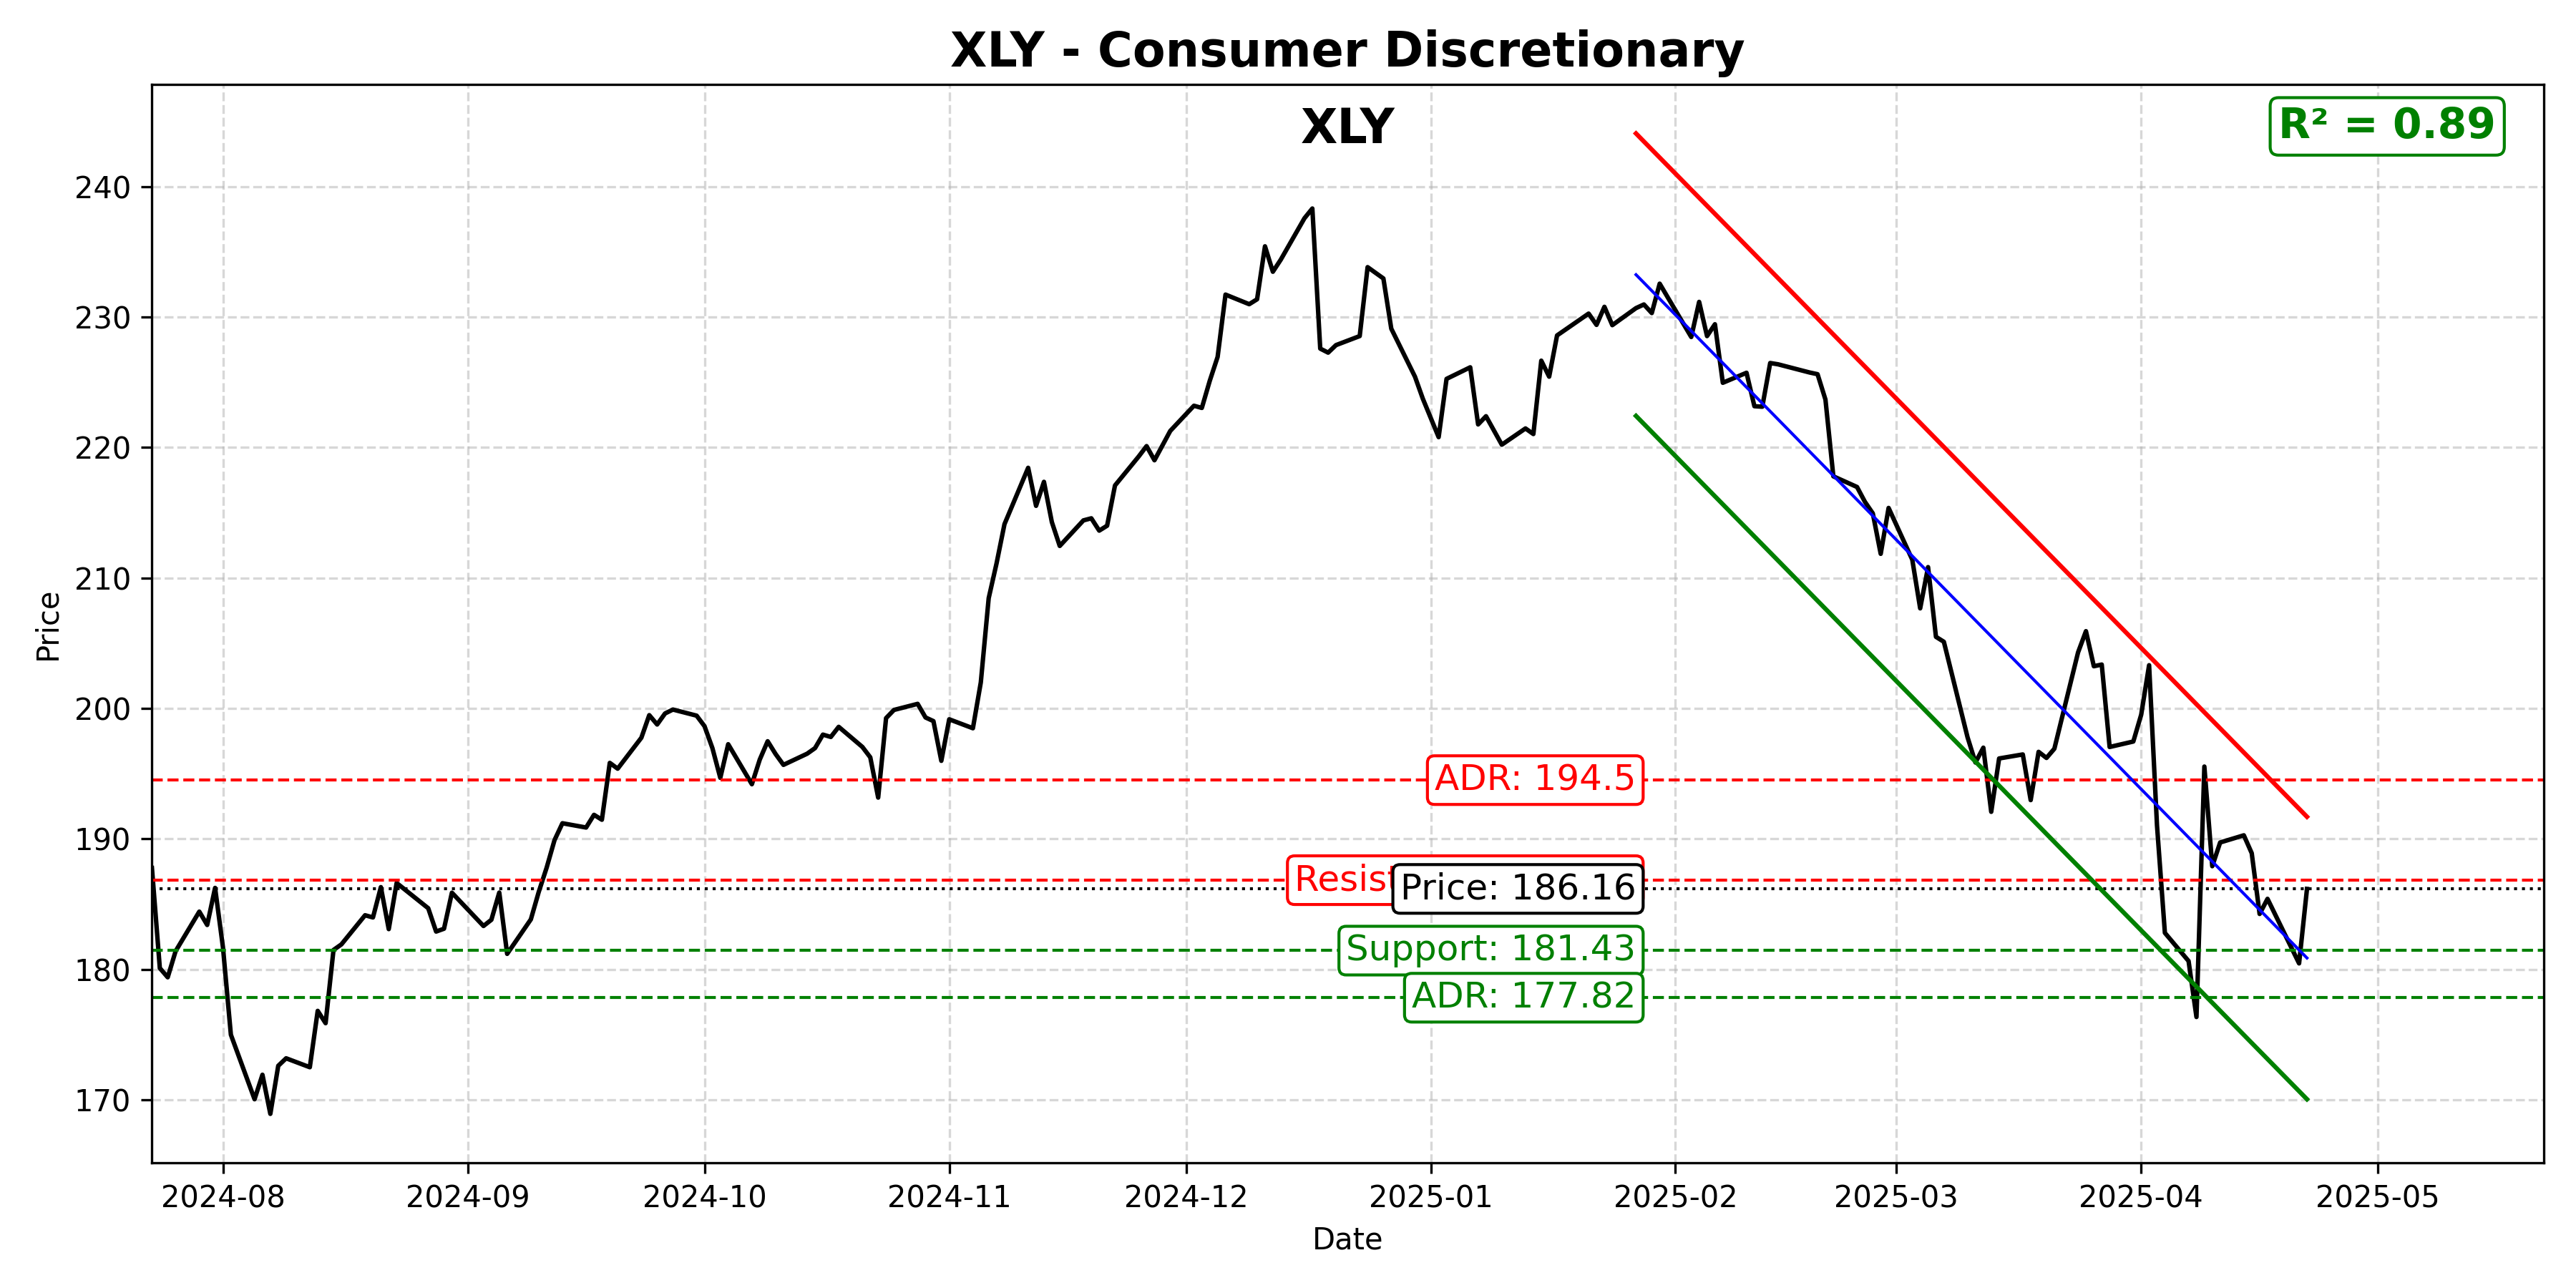 XLY - Consumer Discretionary
XLY
R² = 0.89
Price
240
230
220
210
200
190
180
170
ADR: 194.5
Resist
Price: 186.16
Support: 181.43
ADR: 177.82
2024-08
2024-09
2024-10
2024-11
2024-12
2025-01
2025-02
2025-03
2025-04
2025-05
Date